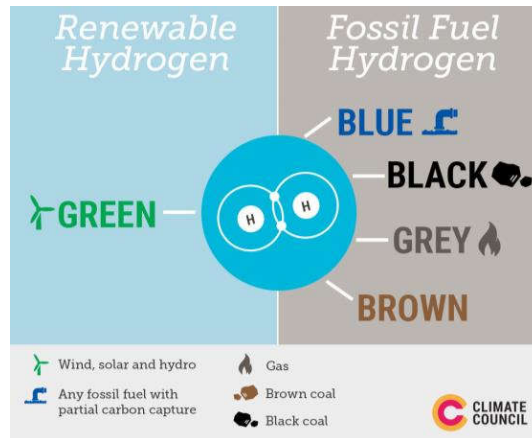 Renewable
Hydrogen
Fossil Fuel
Hydrogen
BLUE
BLACK
GREEN
H H
GREY
BROWN
Wind, solar and hydro
Any fossil fuel with
partial carbon capture
Gas
Brown coal
Black coal
CLIMATE
COUNCIL